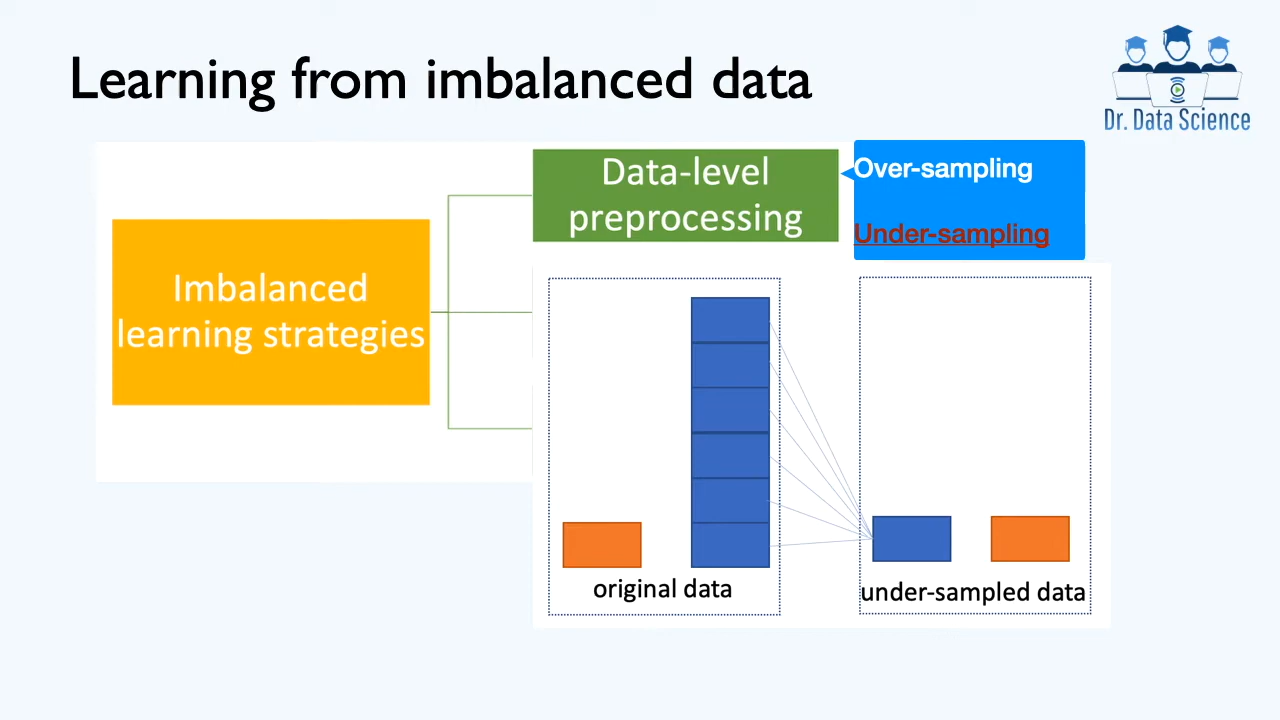 Learning from imbalanced data
Dr. Data Science
Data-level
preprocessing
Over-sampling
Under-sampling
Imbalanced
learning strategies
original data
under-sampled data